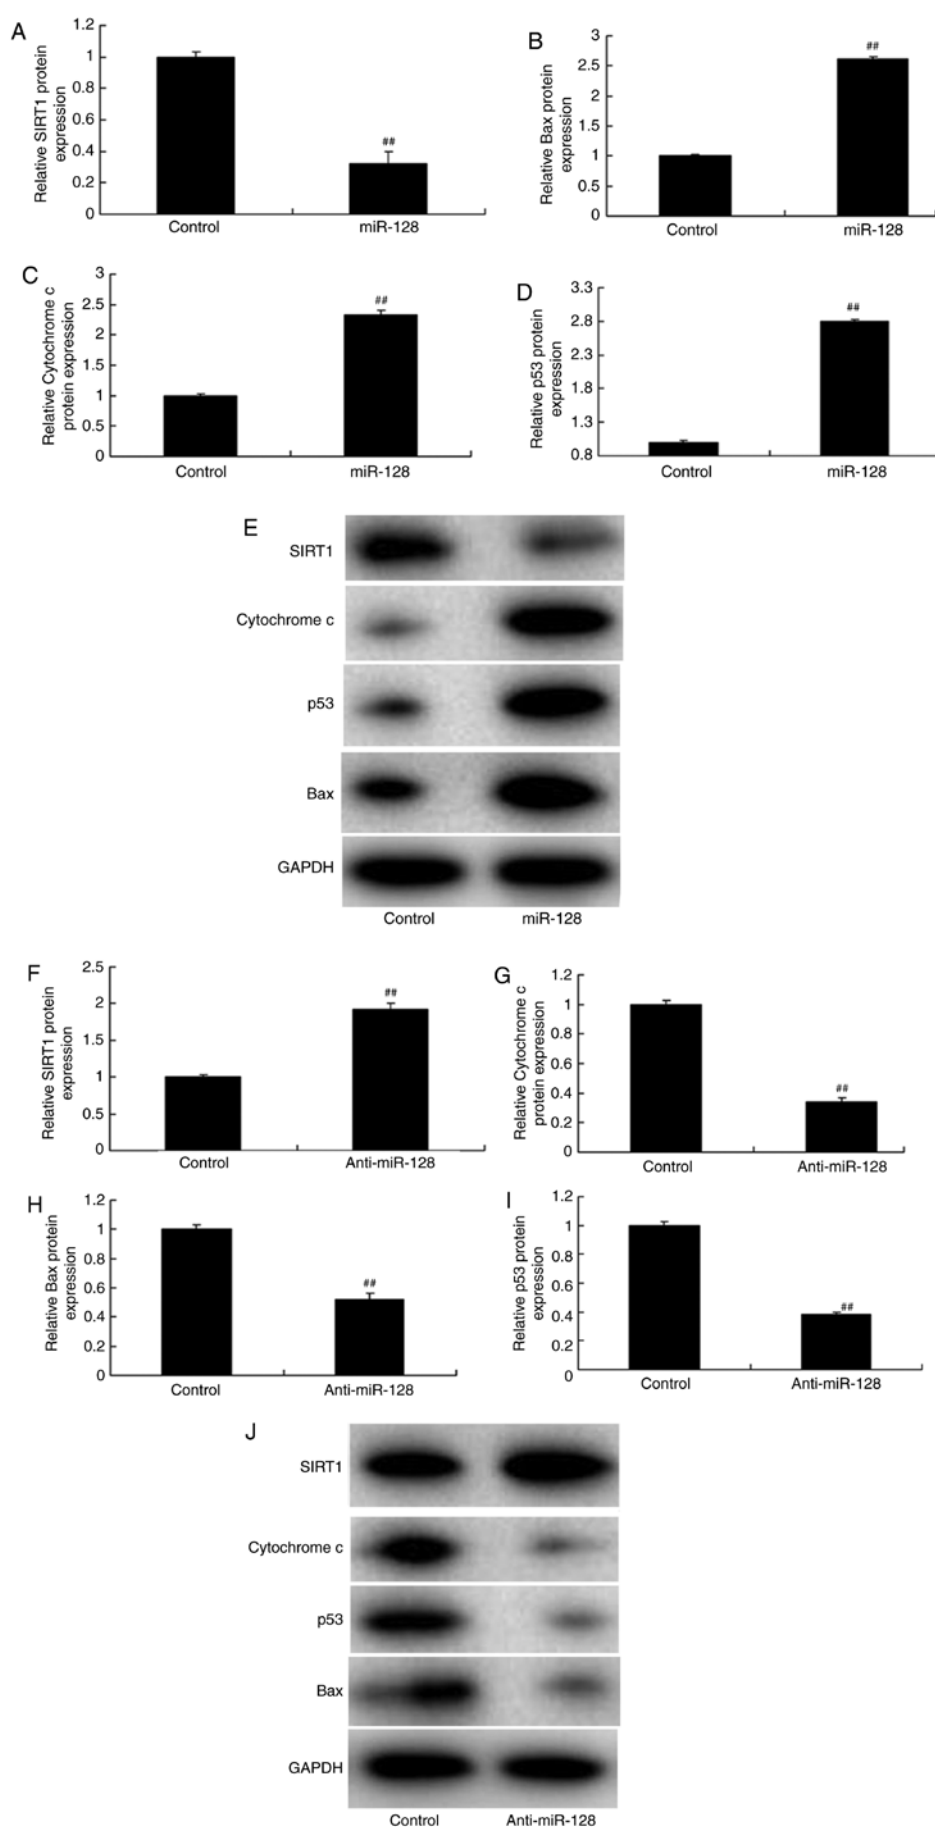 A
Relative SIRT1 protein
expression
1.2
1
0.8
0.6
0.4
0.2
0
##
Control
miR-128
B
Relative Bax protein
expression
3
2.5
2
1.5
1
0.5
0
##
Control
miR-128
C
Relative Cytochrome c
protein expression
3
2.5
2
1.5
1
0.5
0
##
Control
miR-128
D
Relative p53 protein
expression
3.3
2.8
2.3
1.8
1.3
0.8
##
Control
miR-128
E
SIRT1
Cytochrome c
p53
Bax
GAPDH
Control
miR-128
F
Relative SIRT1 protein
expression
2.5
2
1.5
1
0.5
0
##
Control
Anti-miR-128
G
Relative Cytochrome c
protein expression
1.2
1
0.8
0.6
0.4
0.2
0
##
Control
Anti-miR-128
H
Relative Bax protein
expression
1.2
1
0.8
0.6
0.4
0.2
0
##
Control
Anti-miR-128
I
Relative p53 protein
expression
1.2
1
0.8
0.6
0.4
0.2
0
##
Control
Anti-miR-128
J
SIRT1
Cytochrome c
p53
Bax
GAPDH
Control
Anti-miR-128